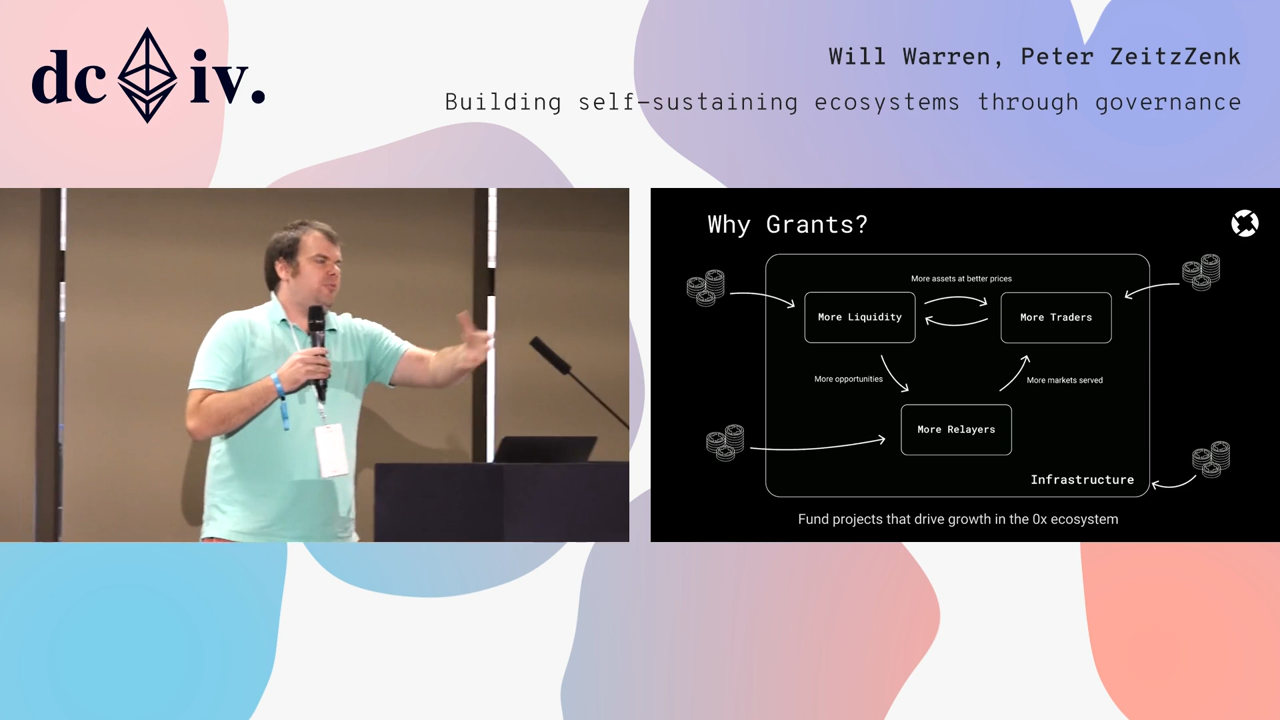 dc iv.
Will Warren, Peter ZeitzZenk
Building self-sustaining ecosystems through governance
Why Grants?
More assets at better prices
More Liquidity
More Traders
More opportunities
More markets served
More Relayers
Infrastructure
Fund projects that drive growth in the 0x ecosystem